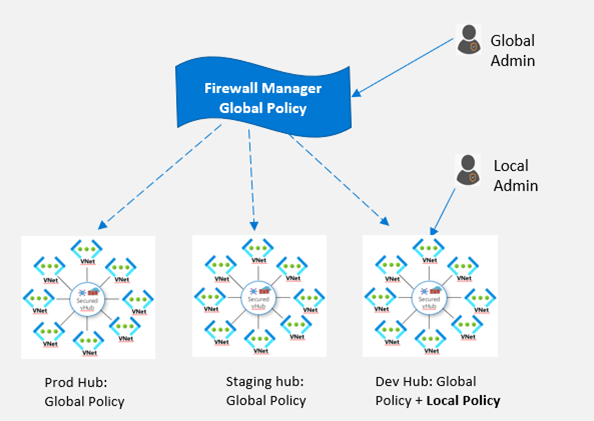 Global
Admin
Firewall Manager
Global Policy
Local
Admin
VNet
VNet
VNet
VNet
Secured
vHub
VNet
VNet
VNet
VNet
VNet
VNet
VNet
VNet
Secured
vHub
VNet
VNet
VNet
VNet
VNet
VNet
VNet
VNet
Secured
vHub
VNet
VNet
VNet
VNet
Prod Hub:
Global Policy
Staging hub:
Global Policy
Dev Hub: Global
Policy + Local Policy